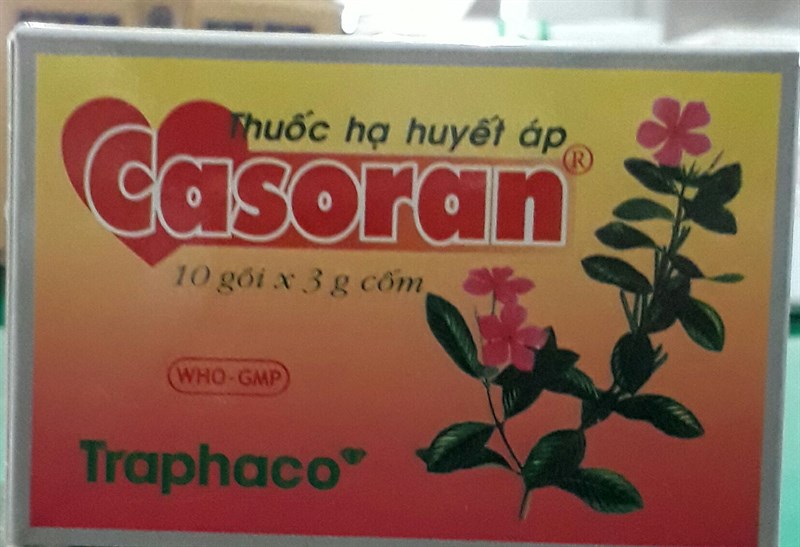 Thuốc hạ huyết áp
Casoran®
10 gói x 3 g cốm
WHO-GMP
Traphaco